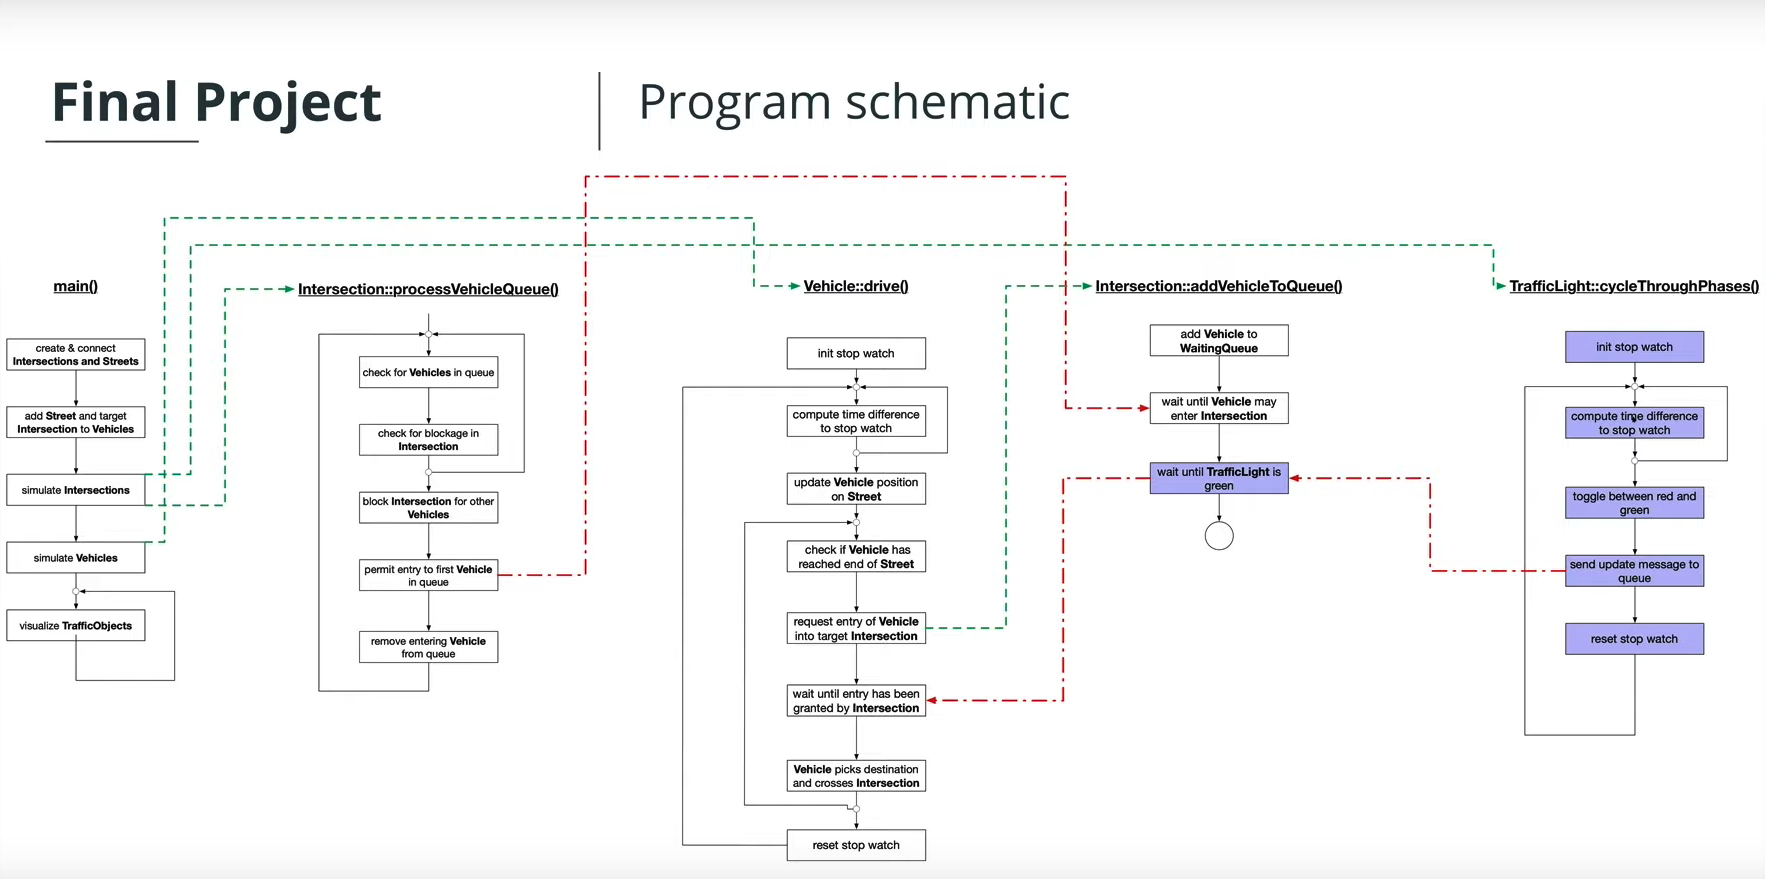 Final Project
Program schematic
main()
create & connect
Intersections and Streets
add Street and target
Intersection to Vehicles
simulate Intersections
simulate Vehicles
visualize TrafficObjects
Intersection::processVehicleQueue()
check for Vehicles in queue
check for blockage in
Intersection
block Intersection for other
Vehicles
permit entry to first Vehicle
in queue
remove entering Vehicle
from queue
Vehicle::drive()
init stop watch
compute time difference
to stop watch
update Vehicle position
on Street
check if Vehicle has
reached end of Street
request entry of Vehicle
into target Intersection
wait until entry has been
granted by Intersection
Vehicle picks destination
and crosses Intersection
reset stop watch
Intersection::addVehicleToQueue()
add Vehicle to
WaitingQueue
wait until Vehicle may
enter Intersection
wait until TrafficLight is
green
TrafficLight::cycleThroughPhases()
init stop watch
compute time difference
to stop watch
toggle between red and
green
send update message to
queue
reset stop watch